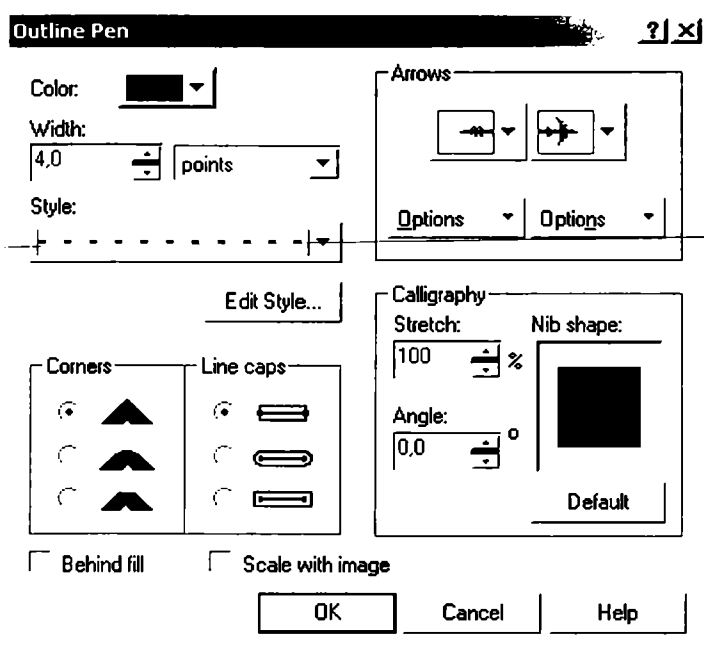 Outline Pen
Color:
Width:
4,0 points
Style:
Edit Style...
Arrows
Options Options
Corners
Line caps
Calligraphy
Stretch:
100 %
Angle:
0,0 °
Nib shape:
Default
Behind fill
Scale with image
OK Cancel Help